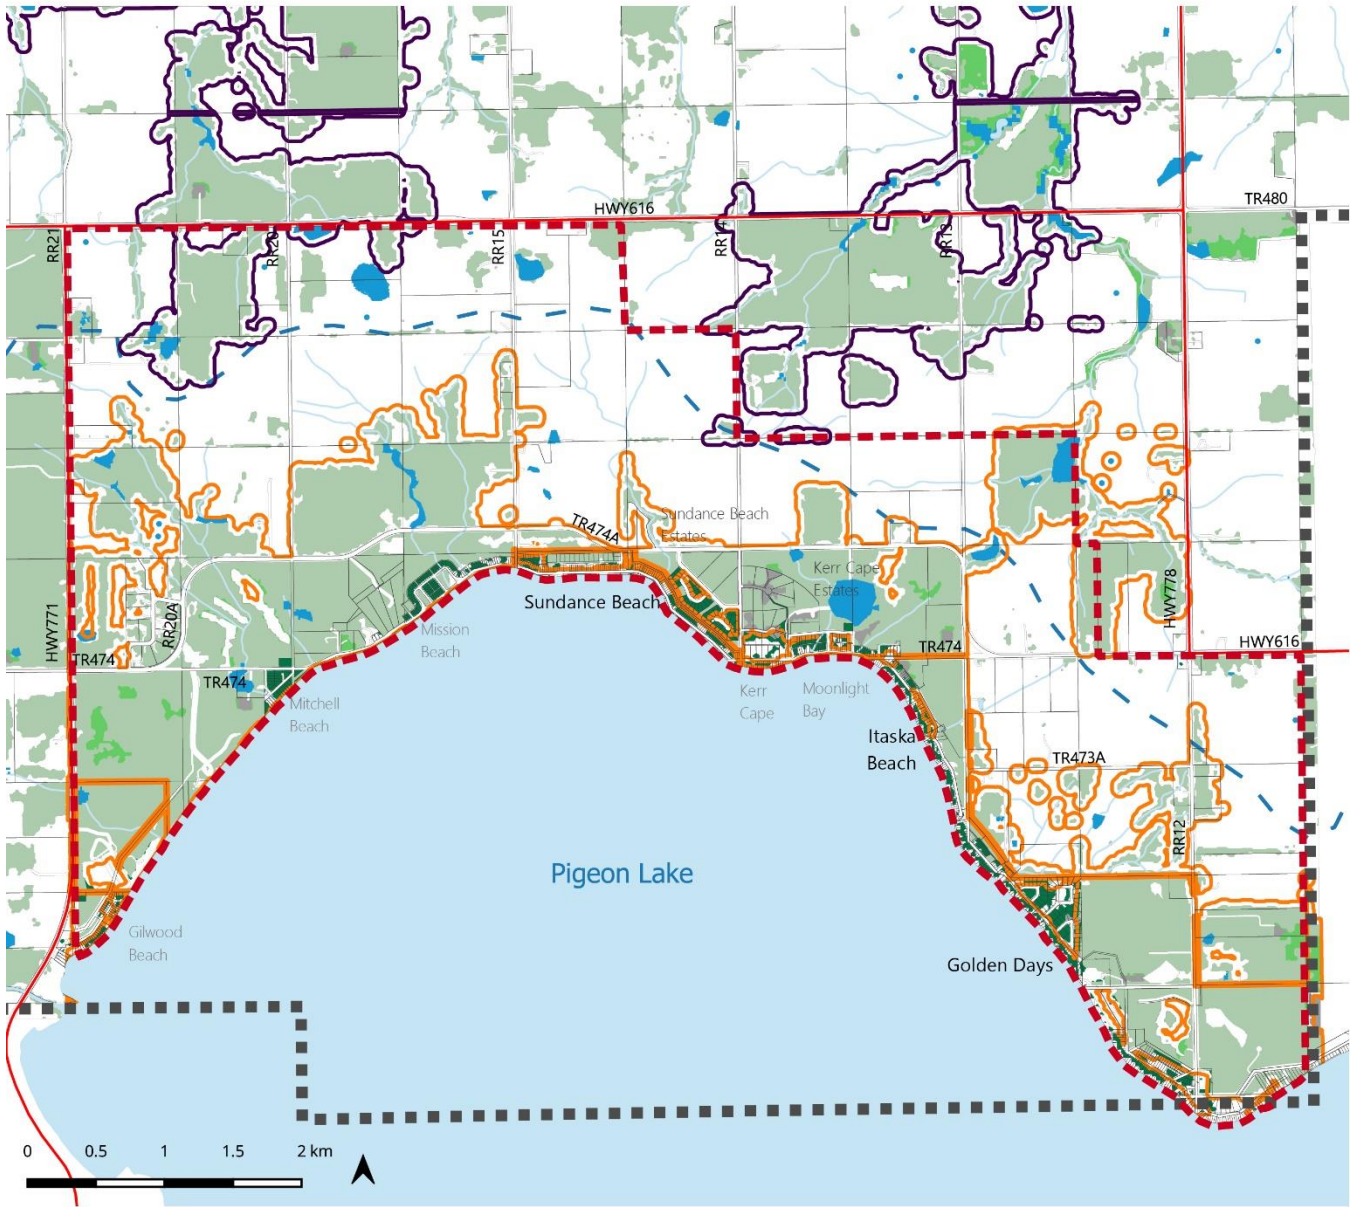 HWY616
TR480
RR21
RR20
RR15
RR14
RR13
Sundance Beach
Estates
TR474A
Kerr Cape
Estates
HWY771
RR20A
Sundance Beach
HWY778
Mission
Beach
TR474
TR474
TR474
HWY616
Mitchell
Beach
Kerr
Cape
Moonlight
Bay
Itaska
Beach
TR473A
RR12
Pigeon Lake
Gilwood
Beach
Golden Days
0 0.5 1 1.5 2 km